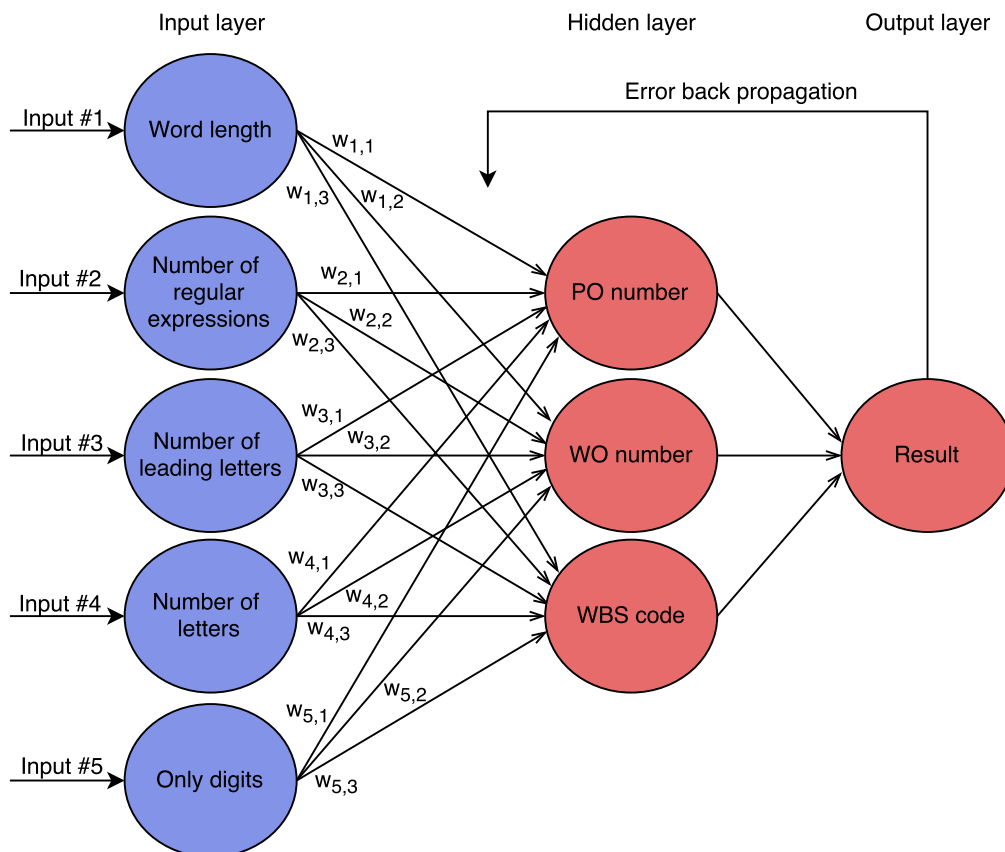 Input layer
Hidden layer
Output layer
Error back propagation
Input #1
Word length
w1,1
w1,2
w1,3
Input #2
Number of
regular
expressions
w2,1
w2,2
w2,3
PO number
Input #3
Number of
leading letters
w3,1
w3,2
w3,3
WO number
Result
Input #4
Number of
letters
w4,1
w4,2
w4,3
WBS code
Input #5
Only digits
w5,1
w5,2
w5,3